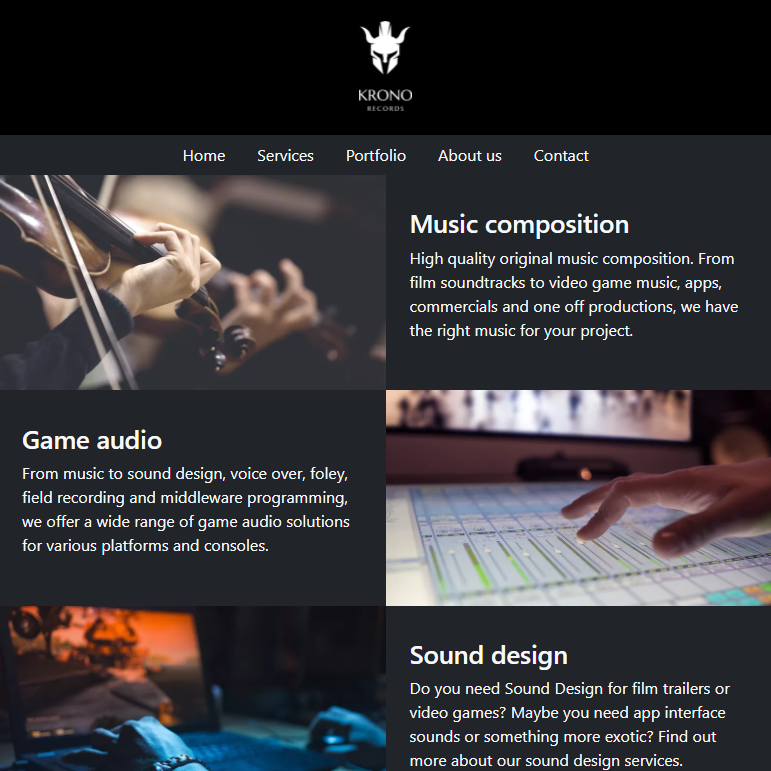 KRONO
RECORDS
Home Services Portfolio About us Contact
Music composition
High quality original music composition. From
film soundtracks to video game music, apps,
commercials and one off productions, we have
the right music for your project.
Game audio
From music to sound design, voice over, foley,
field recording and middleware programming,
we offer a wide range of game audio solutions
for various platforms and consoles.
Sound design
Do you need Sound Design for film trailers or
video games? Maybe you need app interface
sounds or something more exotic? Find out
more about our sound design services.